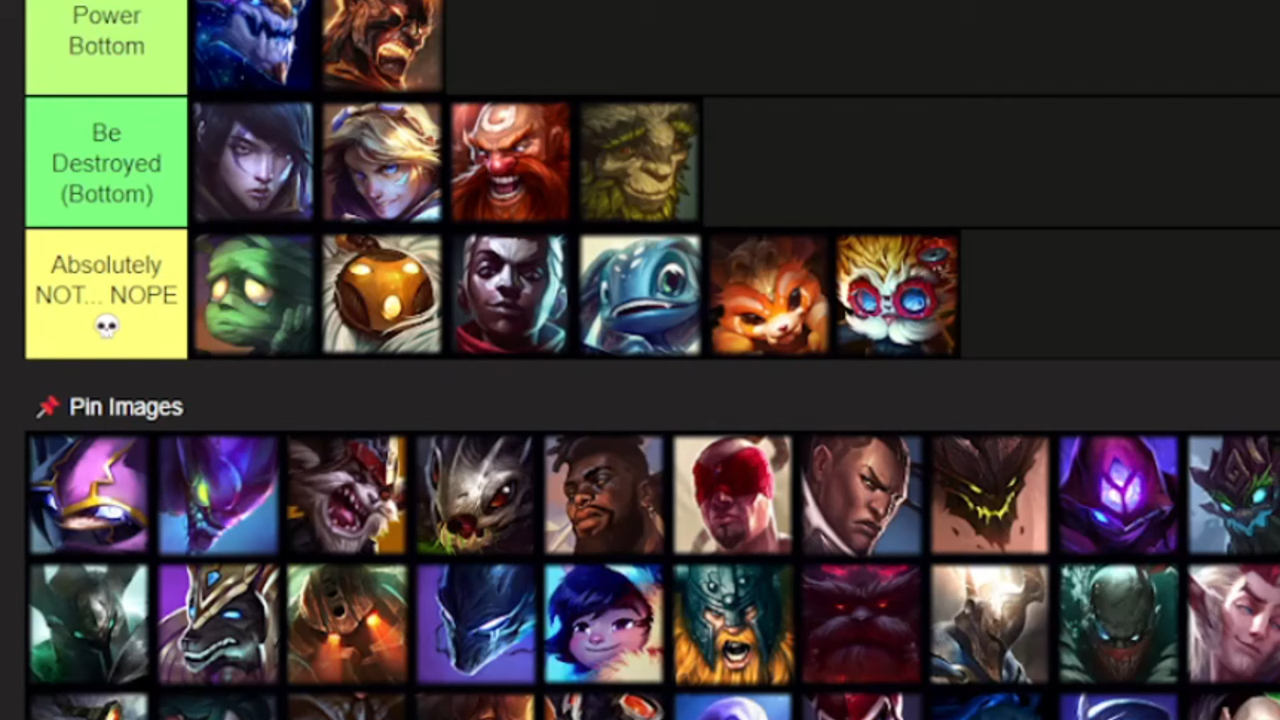 Power
Bottom
Be
Destroyed
(Bottom)
Absolutely
NOT... NOPE
💀
📌 Pin Images